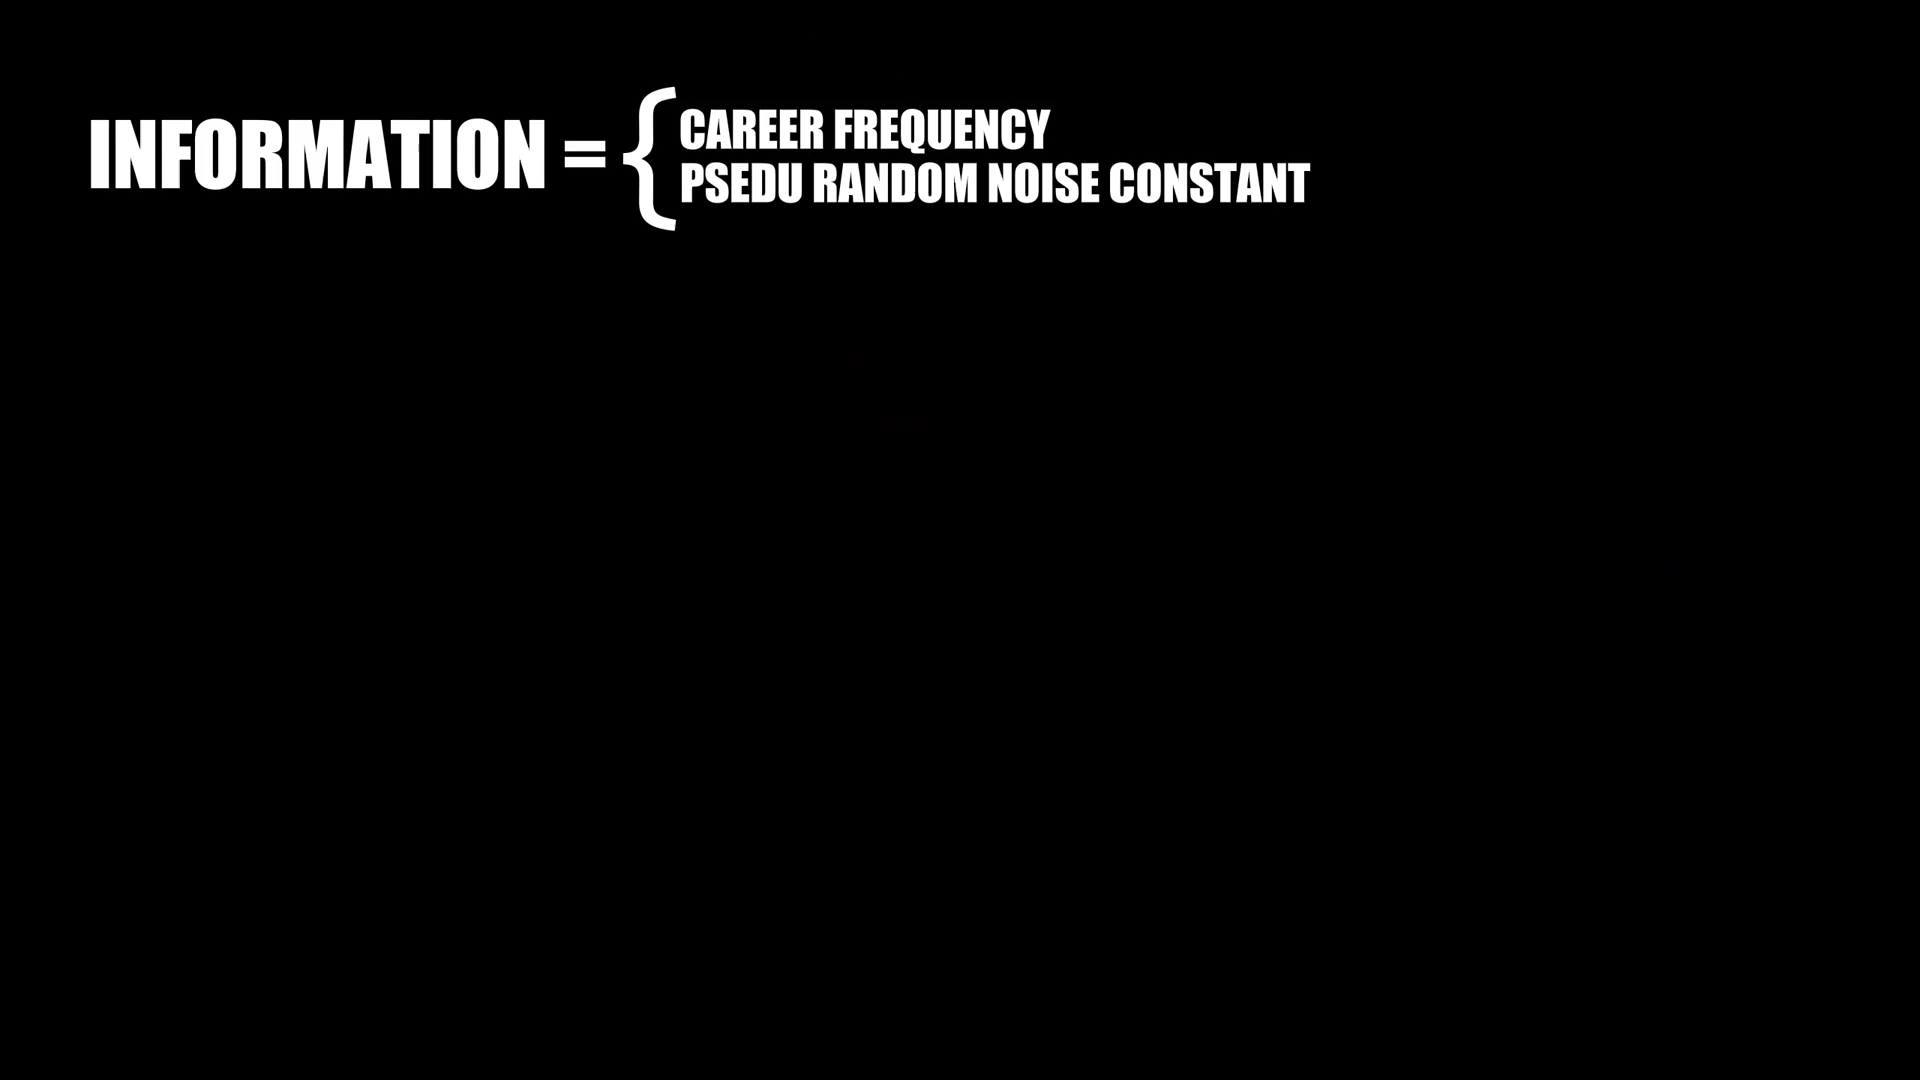 INFORMATION = {
CAREER FREQUENCY
PSEDU RANDOM NOISE CONSTANT